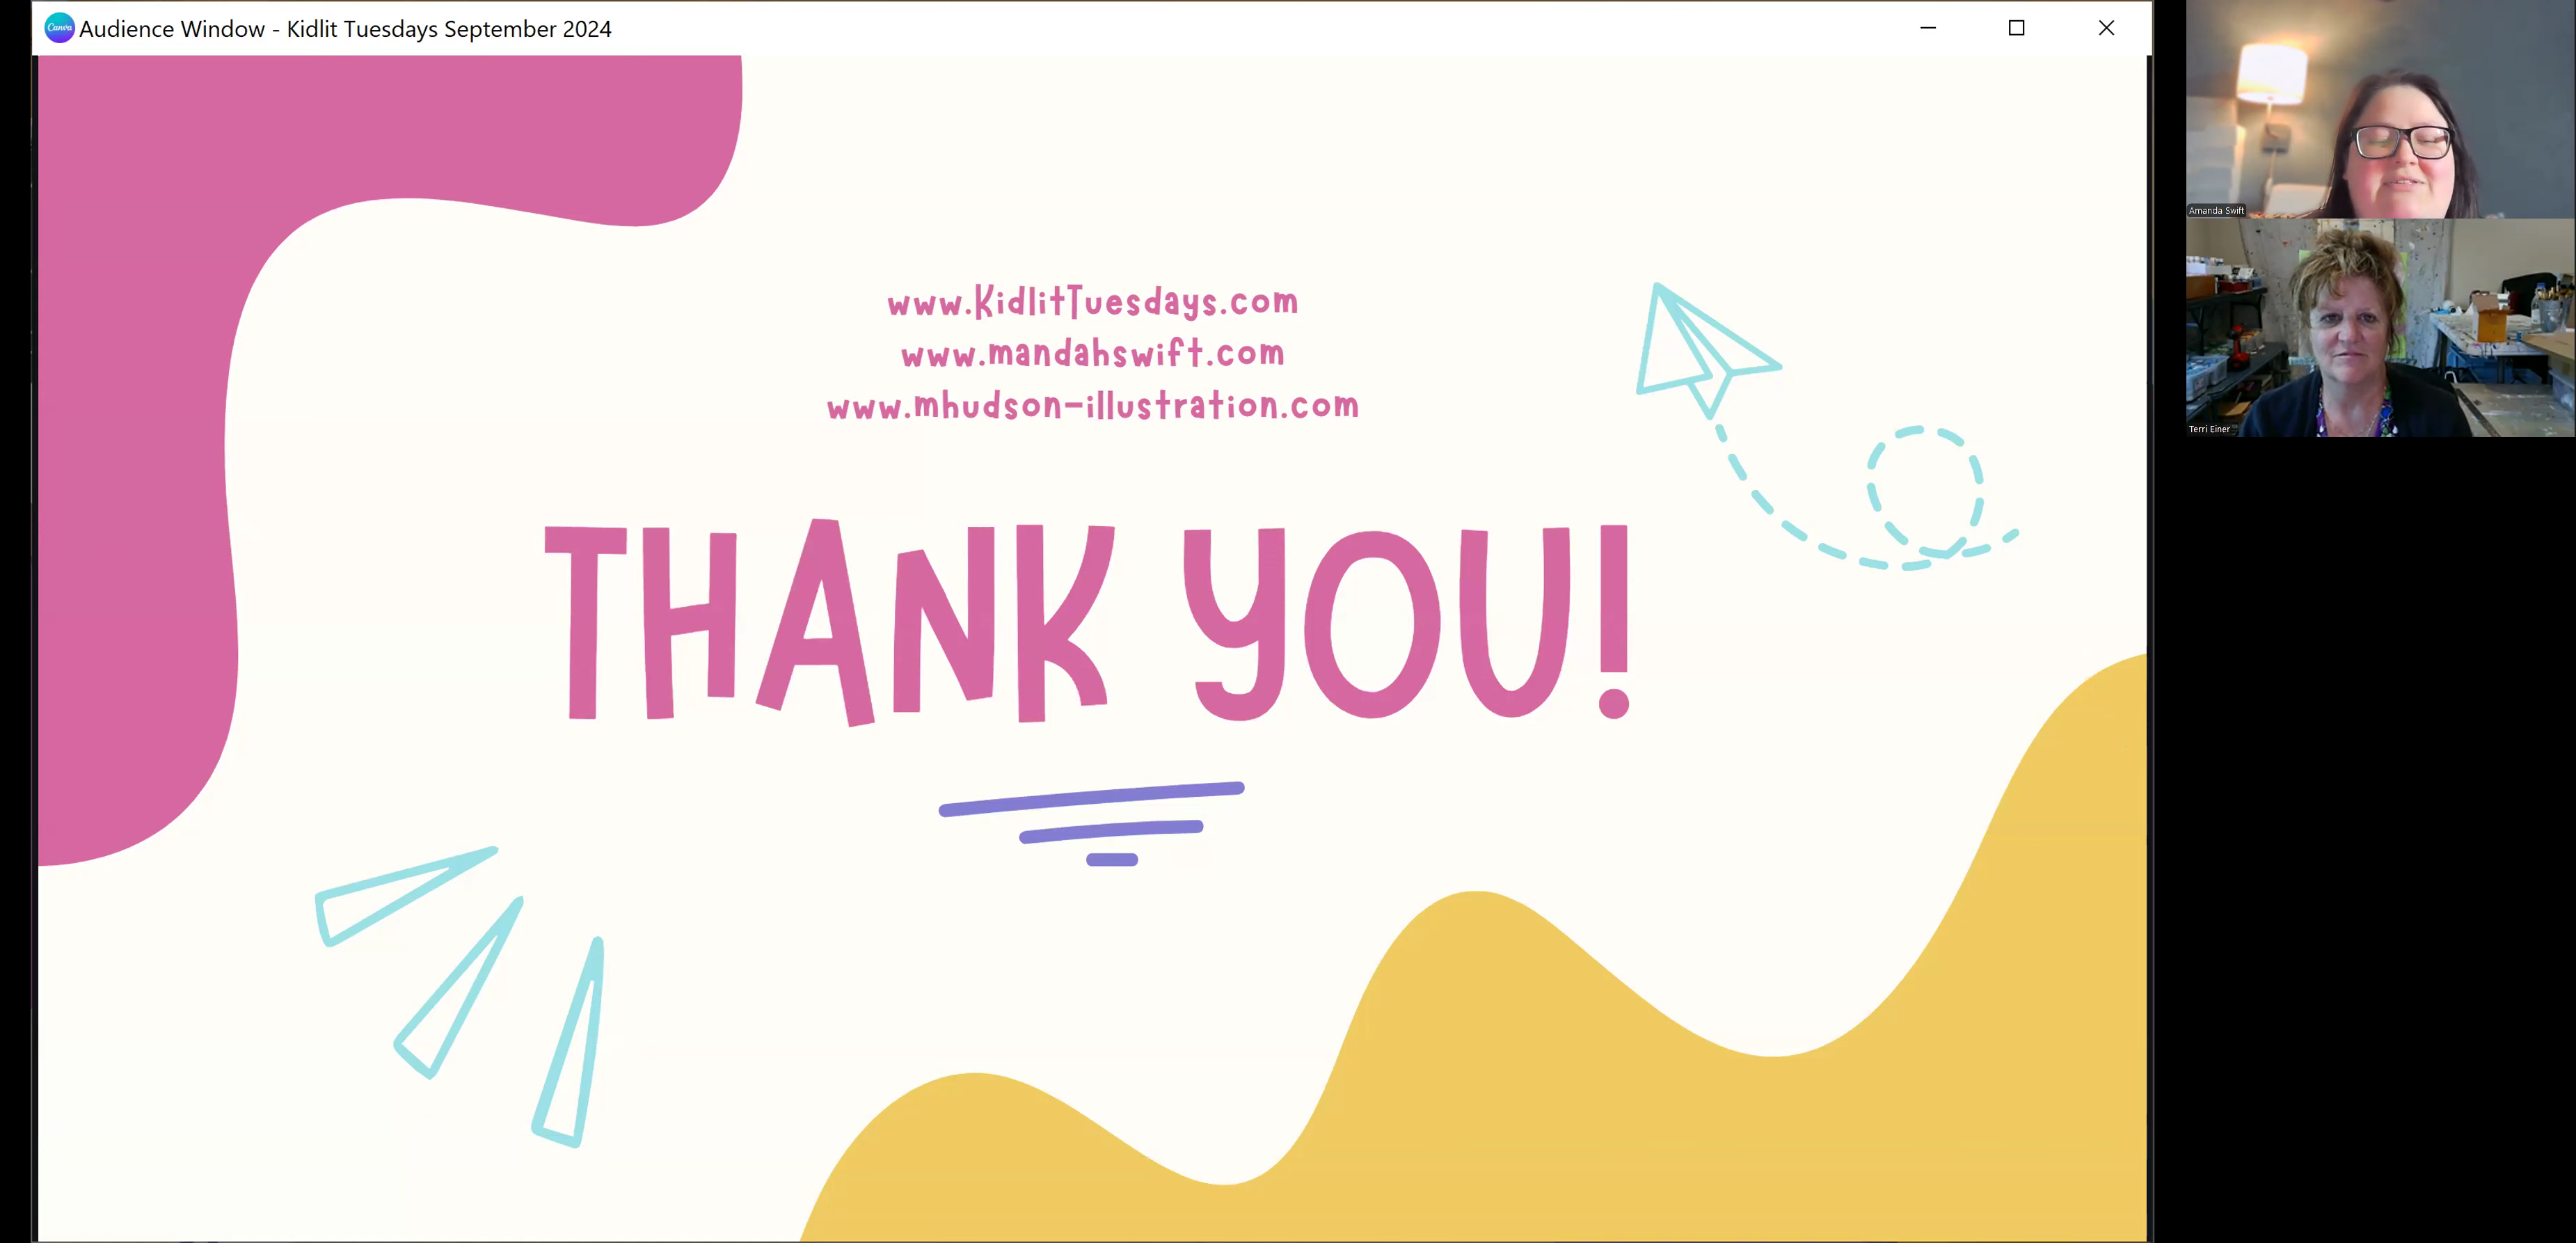 Canva
Audience Window - Kidlit Tuesdays September 2024
www.KidlitTuesdays.com
www.mandahswift.com
www.mhudson-illustration.com
THANK YOU!
Amanda Swift
Terri Einer